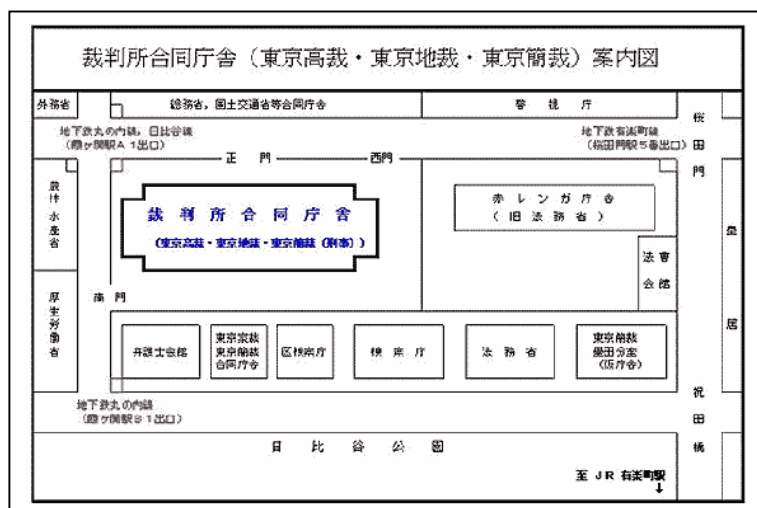 裁判所合同庁舎（東京高裁・東京地裁・東京簡裁）案内図
外務省
総務省，国土交通省等合同庁舎
警視庁
地下鉄丸の内線，日比谷線
（霞ヶ関駅A1出口）
地下鉄有楽町線
（桜田門駅5番出口）
桜田門
正門
西門
農林水産省
裁判所合同庁舎
（東京高裁・東京地裁・東京簡裁（刑事））
赤レンガ庁舎
（旧法務省）
法曹
会館
皇居
厚生労働省
南門
弁護士会館
東京家裁
東京簡裁
合同庁舎
区検察庁
検察庁
法務省
東京簡裁
墨田分室
（仮庁舎）
地下鉄丸の内線
（霞ヶ関駅B1出口）
祝田橋
日比谷公園
至JR有楽町駅
↓